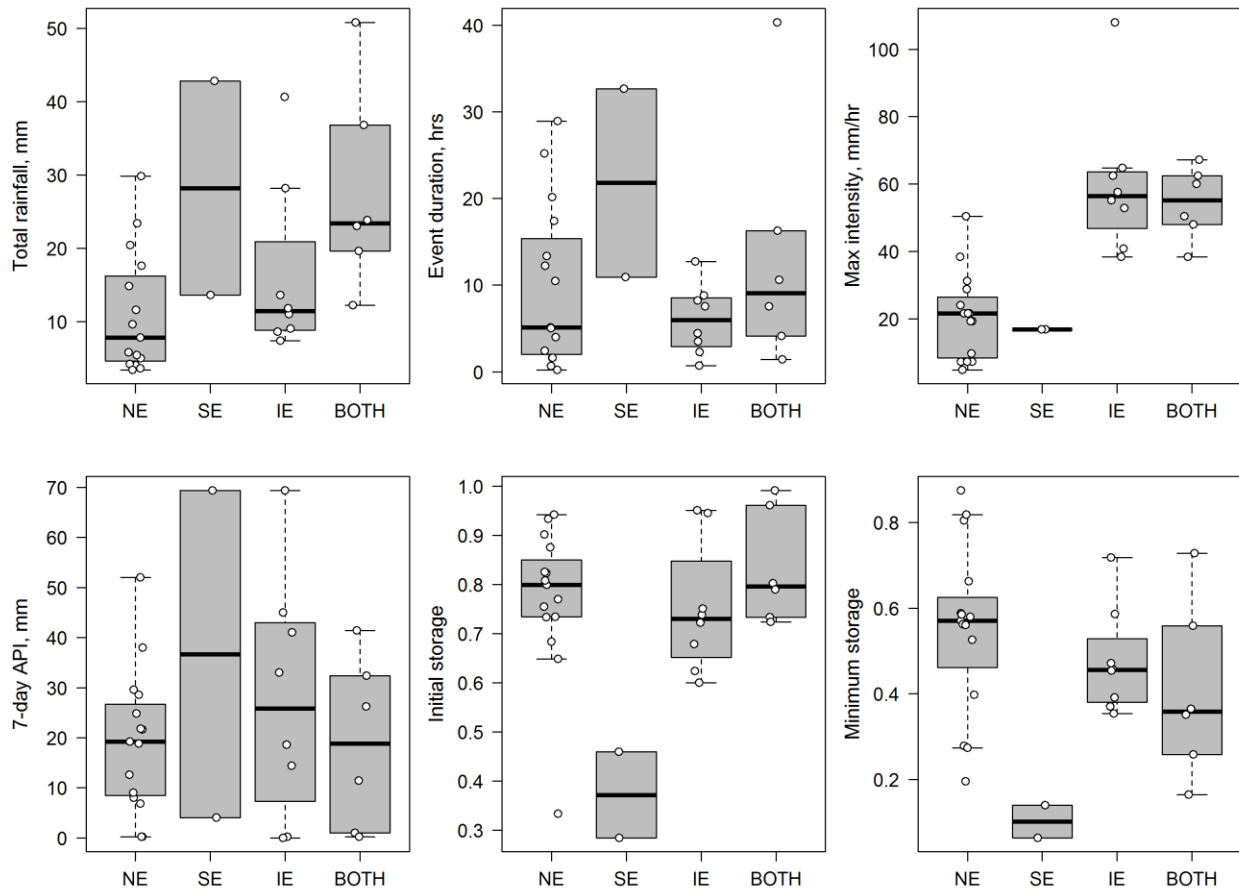 Total rainfall, mm
50
40
30
20
10
NE SE IE BOTH
Event duration, hrs
40
30
20
10
0
NE SE IE BOTH
Max intensity, mm/hr
100
80
60
40
20
NE SE IE BOTH
7-day API, mm
70
60
50
40
30
20
10
0
NE SE IE BOTH
Initial storage
1.0
0.9
0.8
0.7
0.6
0.5
0.4
0.3
NE SE IE BOTH
Minimum storage
0.8
0.6
0.4
0.2
NE SE IE BOTH